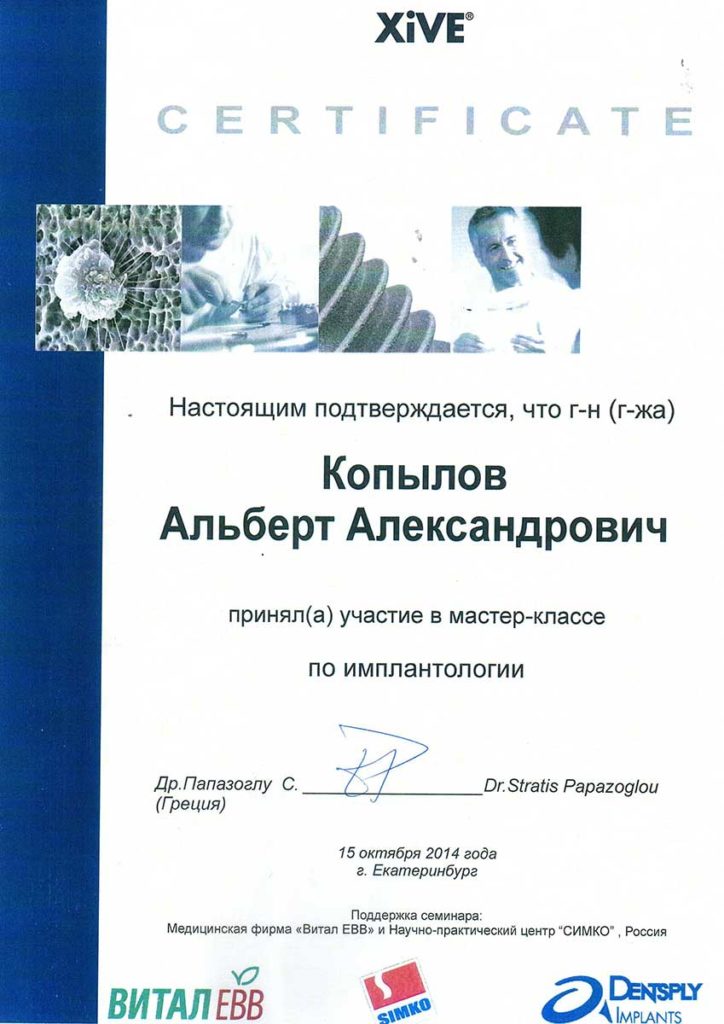 XiVE®
CERTIFICATE
Настоящим подтверждается, что г-н (г-жа)
Копылов
Альберт Александрович
принял(а) участие в мастер-классе
по имплантологии
Др.Папазоглу С. __________________ Dr.Stratis Papazoglou
(Греция)
15 октября 2014 года
г. Екатеринбург
Поддержка семинара:
Медицинская фирма «Витал ЕВВ» и Научно-практический центр "СИМКО" , Россия
ВИТАЛ ЕВВ
SIMKO
DENTSPLY
IMPLANTS